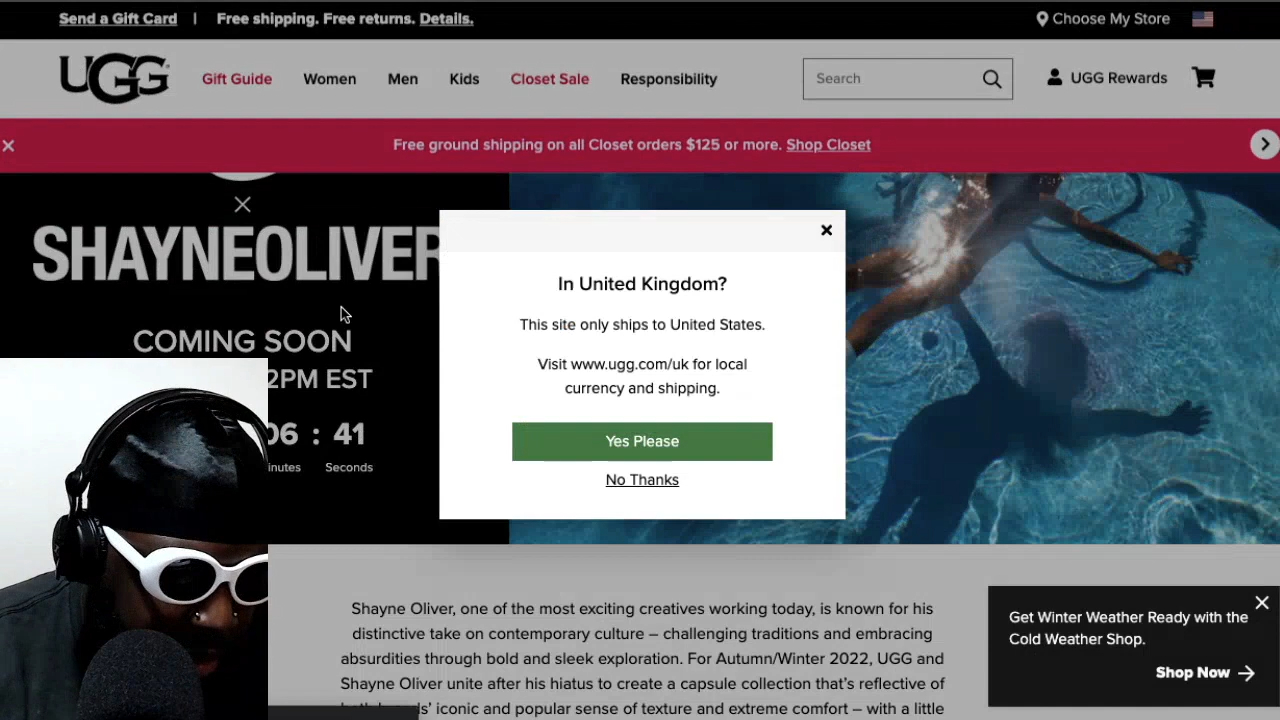 Send a Gift Card | Free shipping. Free returns. Details.
Choose My Store
UGG
Gift Guide Women Men Kids Closet Sale Responsibility
Search
UGG Rewards
Free ground shipping on all Closet orders $125 or more. Shop Closet
SHAYNEOLIVER
COMING SOON
2PM EST
06 : 41
inutes Seconds
In United Kingdom?
This site only ships to United States.
Visit www.ugg.com/uk for local
currency and shipping.
Yes Please
No Thanks
Shayne Oliver, one of the most exciting creatives working today, is known for his
distinctive take on contemporary culture – challenging traditions and embracing
absurdities through bold and sleek exploration. For Autumn/Winter 2022, UGG and
Shayne Oliver unite after his hiatus to create a capsule collection that's reflective of
both brands' iconic and popular sense of texture and extreme comfort – with a little
Get Winter Weather Ready with the
Cold Weather Shop.
Shop Now